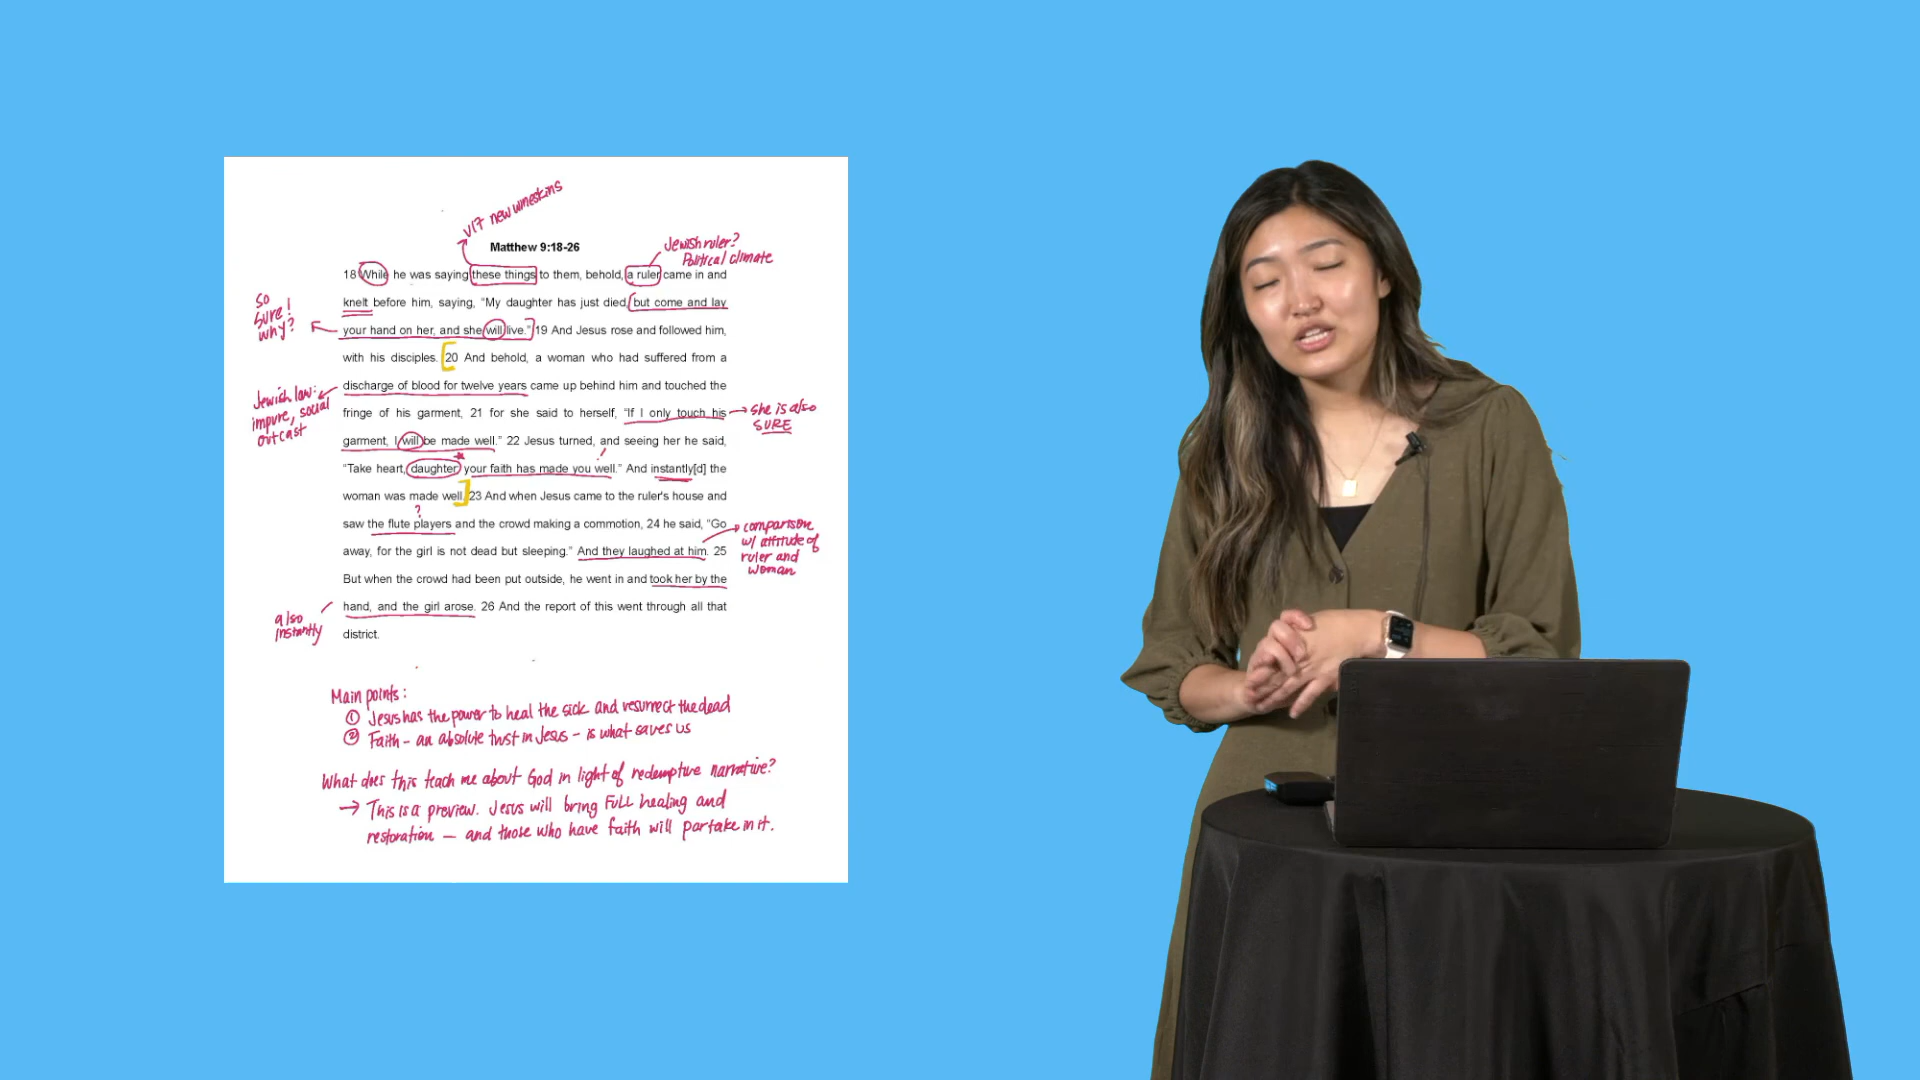 v17 new wineskins
Matthew 9:18-26
Jewish ruler?
Political climate
18 While he was saying these things to them, behold, a ruler came in and
knelt before him, saying, “My daughter has just died, but come and lay
So
sure!
why?
your hand on her, and she will live.” 19 And Jesus rose and followed him,
with his disciples. 20 And behold, a woman who had suffered from a
discharge of blood for twelve years came up behind him and touched the
Jewish law:
impure, social
outcast
fringe of his garment, 21 for she said to herself, “If I only touch his
she is also
SURE
garment, I will be made well.” 22 Jesus turned, and seeing her he said,
“Take heart, daughter; your faith has made you well.” And instantly[d] the
woman was made well. 23 And when Jesus came to the ruler's house and
?
saw the flute players and the crowd making a commotion, 24 he said, “Go
away, for the girl is not dead but sleeping.” And they laughed at him. 25
comparison
w/ attitude of
ruler and
woman
But when the crowd had been put outside, he went in and took her by the
hand, and the girl arose. 26 And the report of this went through all that
also
instantly
district.
Main points:
① Jesus has the power to heal the sick and resurrect the dead
② Faith - an absolute trust in Jesus - is what saves us
What does this teach me about God in light of redemptive narrative?
→ This is a preview. Jesus will bring FULL healing and
restoration — and those who have faith will partake in it.